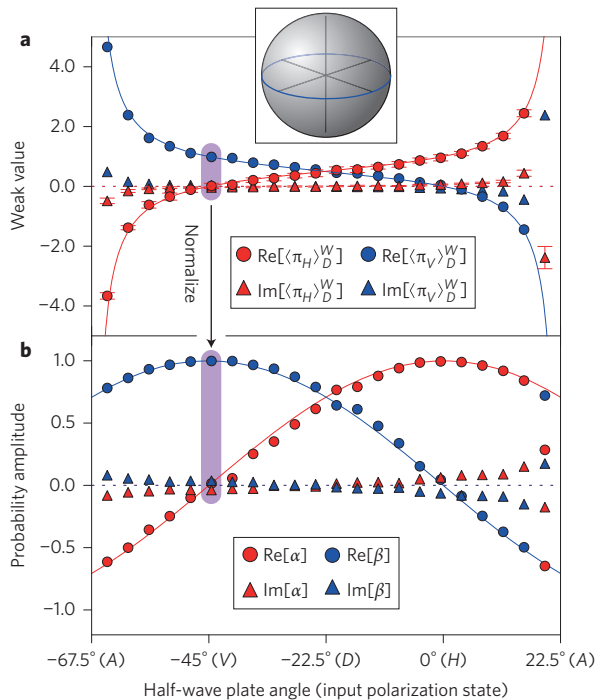 a
4.0
2.0
0.0
-2.0
-4.0
Weak value
Re[⟨π_H⟩_D^W]
Re[⟨π_V⟩_D^W]
Im[⟨π_H⟩_D^W]
Im[⟨π_V⟩_D^W]
Normalize
b
1.0
0.5
0.0
-0.5
-1.0
Probability amplitude
Re[α]
Re[β]
Im[α]
Im[β]
-67.5° (A)
-45° (V)
-22.5° (D)
0° (H)
22.5° (A)
Half-wave plate angle (input polarization state)